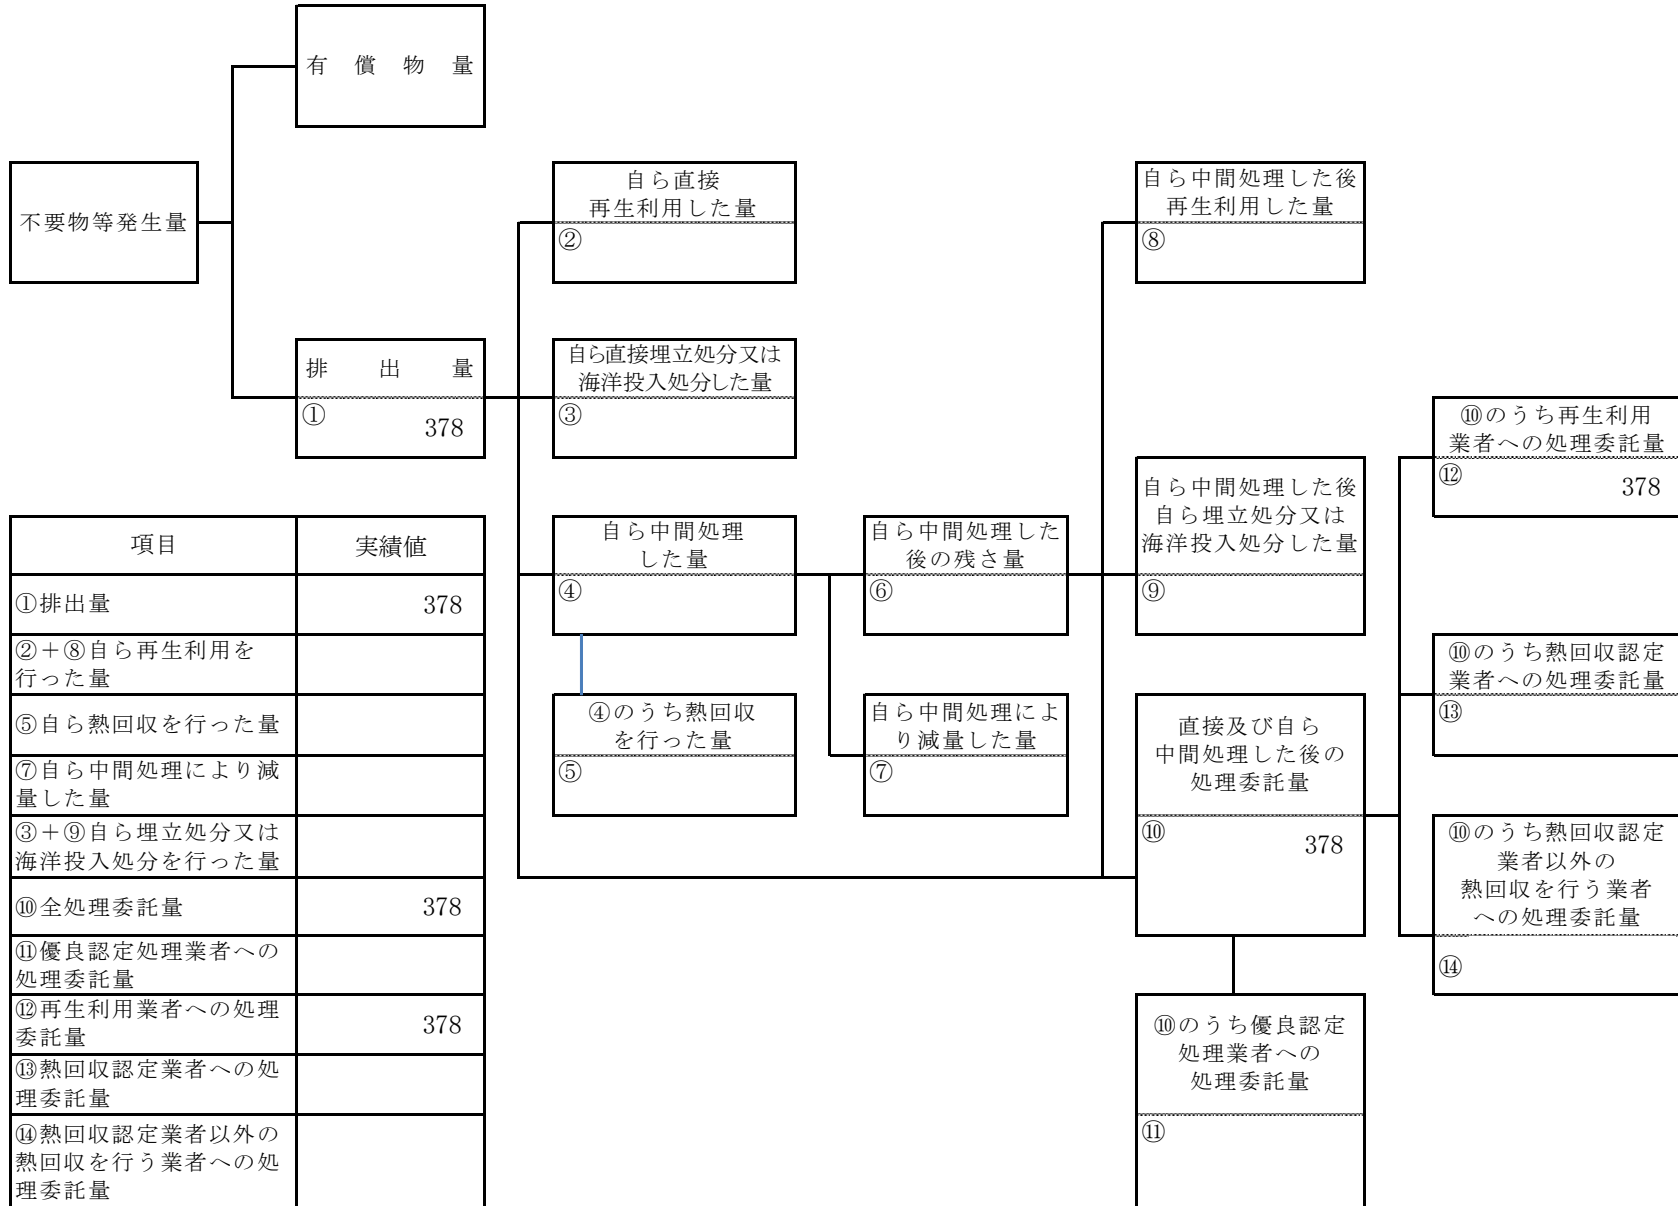 有償物量
不要物等発生量
自ら直接
再生利用した量
②
自ら中間処理した後
再生利用した量
⑧
排出量
①
378
自ら直接埋立処分又は
海洋投入処分した量
③
⑩のうち再生利用
業者への処理委託量
⑫
378
自ら中間処理
した量
④
自ら中間処理した
後の残さ量
⑥
自ら中間処理した後
自ら埋立処分又は
海洋投入処分した量
⑨
④のうち熱回収
を行った量
⑤
自ら中間処理によ
り減量した量
⑦
直接及び自ら
中間処理した後の
処理委託量
⑩
378
⑩のうち熱回収認定
業者への処理委託量
⑬
⑩のうち熱回収認定
業者以外の
熱回収を行う業者
への処理委託量
⑭
⑩のうち優良認定
処理業者への
処理委託量
⑪
項目 実績値
①排出量 378
②＋⑧自ら再生利用を
行った量
⑤自ら熱回収を行った量
⑦自ら中間処理により減
量した量
③＋⑨自ら埋立処分又は
海洋投入処分を行った量
⑩全処理委託量 378
⑪優良認定処理業者への
処理委託量
⑫再生利用業者への処理
委託量 378
⑬熱回収認定業者への処
理委託量
⑭熱回収認定業者以外の
熱回収を行う業者への処
理委託量